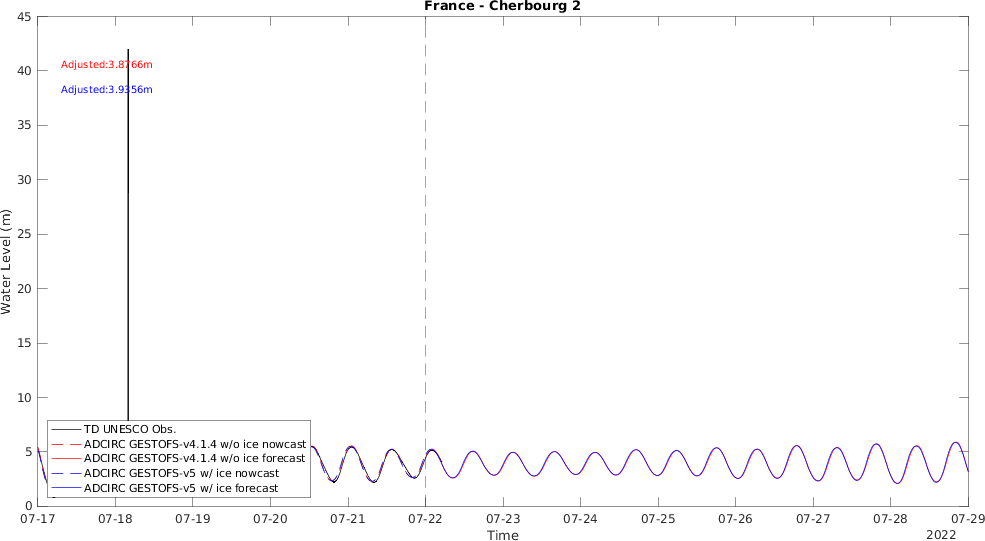 France - Cherbourg 2
45
40
35
30
25
20
15
10
5
0
Water Level (m)
Adjusted:3.8766m
Adjusted:3.9356m
TD UNESCO Obs.
ADCIRC GESTOFS-v4.1.4 w/o ice nowcast
ADCIRC GESTOFS-v4.1.4 w/o ice forecast
ADCIRC GESTOFS-v5 w/ ice nowcast
ADCIRC GESTOFS-v5 w/ ice forecast
07-17 07-18 07-19 07-20 07-21 07-22 07-23 07-24 07-25 07-26 07-27 07-28 07-29
Time
2022